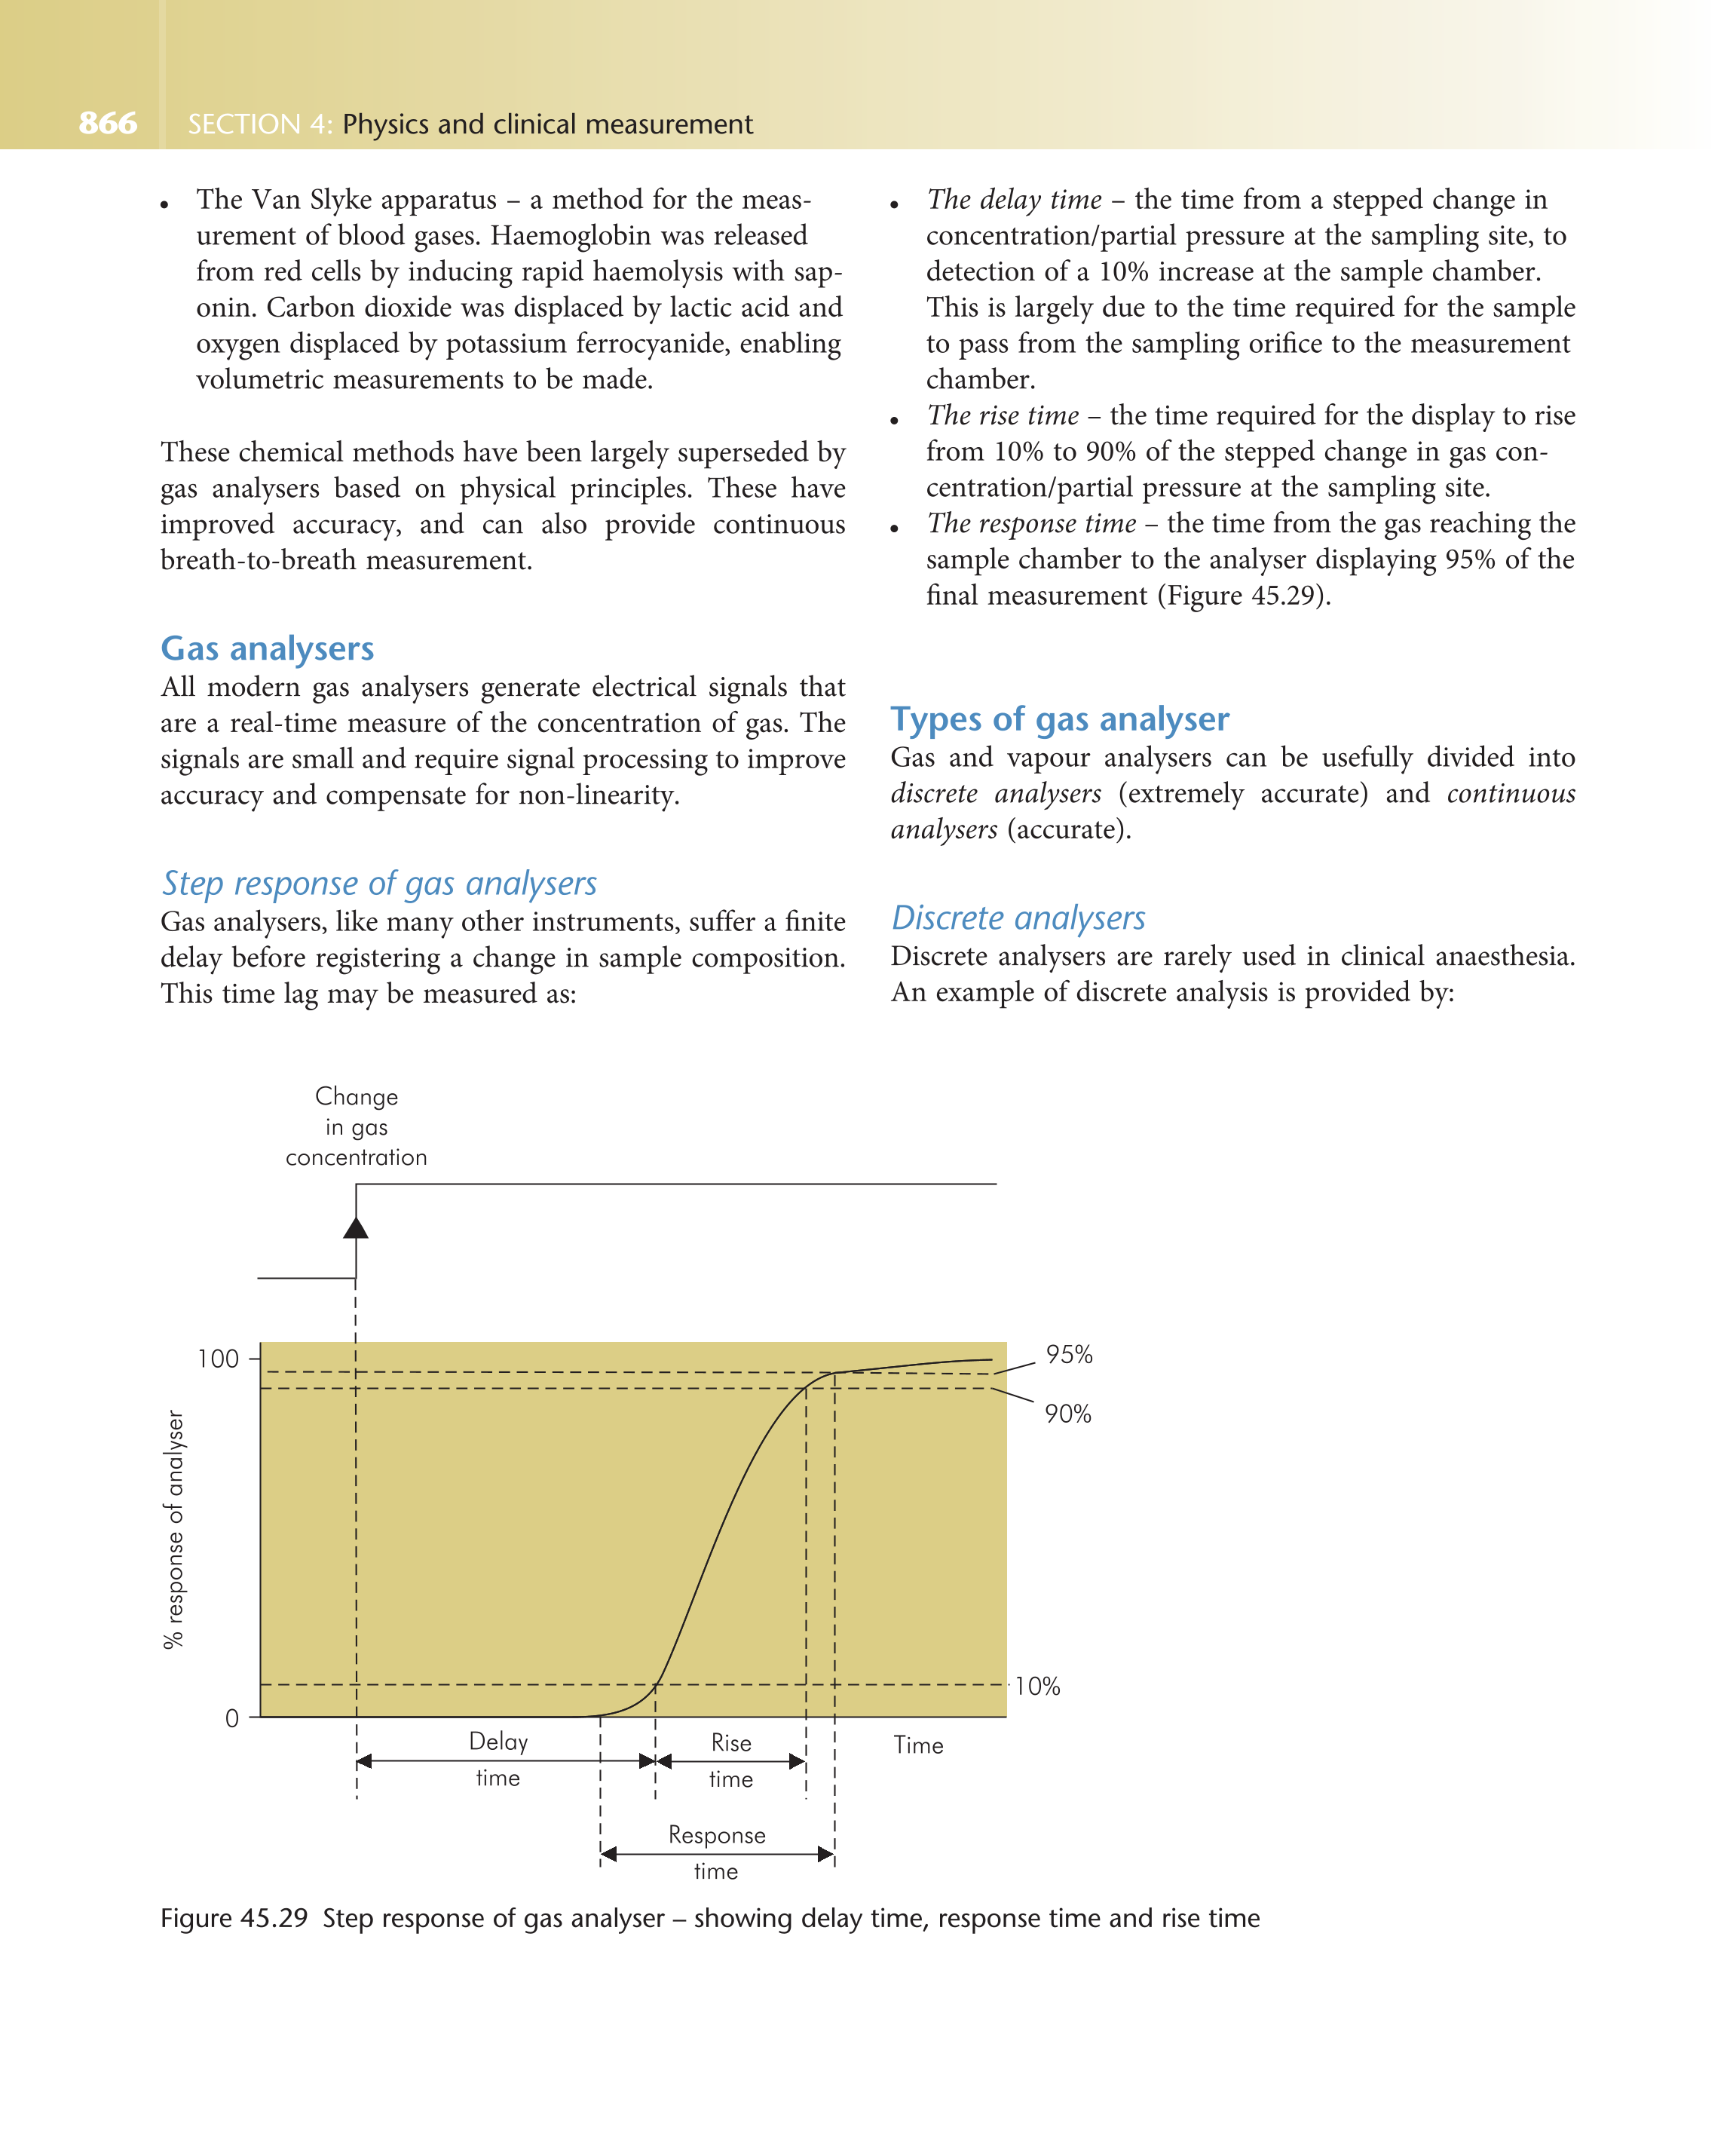 866 SECTION 4: Physics and clinical measurement
• The Van Slyke apparatus – a method for the meas-
urement of blood gases. Haemoglobin was released
from red cells by inducing rapid haemolysis with sap-
onin. Carbon dioxide was displaced by lactic acid and
oxygen displaced by potassium ferrocyanide, enabling
volumetric measurements to be made.
These chemical methods have been largely superseded by
gas analysers based on physical principles. These have
improved accuracy, and can also provide continuous
breath-to-breath measurement.
Gas analysers
All modern gas analysers generate electrical signals that
are a real-time measure of the concentration of gas. The
signals are small and require signal processing to improve
accuracy and compensate for non-linearity.
Step response of gas analysers
Gas analysers, like many other instruments, suffer a finite
delay before registering a change in sample composition.
This time lag may be measured as:
• The delay time – the time from a stepped change in
concentration/partial pressure at the sampling site, to
detection of a 10% increase at the sample chamber.
This is largely due to the time required for the sample
to pass from the sampling orifice to the measurement
chamber.
• The rise time – the time required for the display to rise
from 10% to 90% of the stepped change in gas con-
centration/partial pressure at the sampling site.
• The response time – the time from the gas reaching the
sample chamber to the analyser displaying 95% of the
final measurement (Figure 45.29).
Types of gas analyser
Gas and vapour analysers can be usefully divided into
discrete analysers (extremely accurate) and continuous
analysers (accurate).
Discrete analysers
Discrete analysers are rarely used in clinical anaesthesia.
An example of discrete analysis is provided by:
Change
in gas
concentration
100
95%
90%
% response of analyser
10%
0
Delay
time
Rise
time
Time
Response
time
Figure 45.29 Step response of gas analyser – showing delay time, response time and rise time